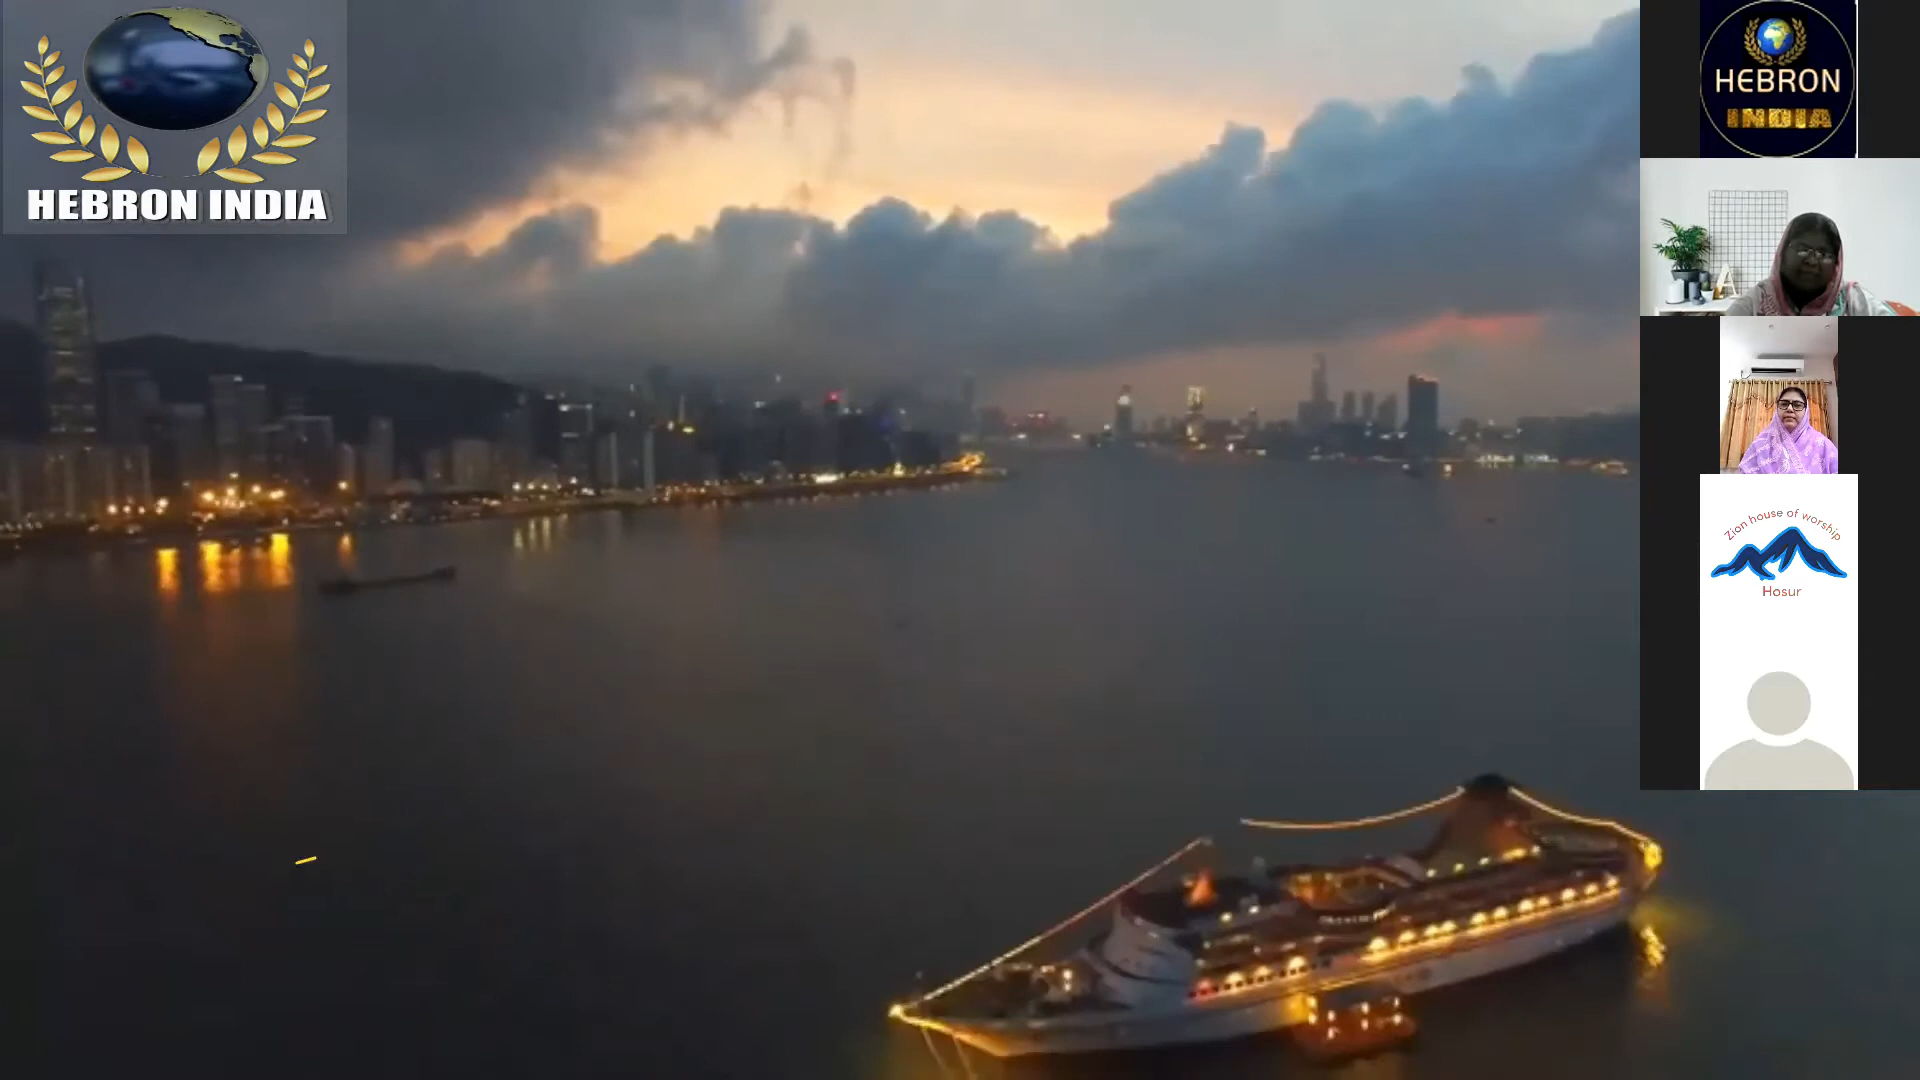 HEBRON INDIA
HEBRON
INDIA
Zion house of worship
Hosur